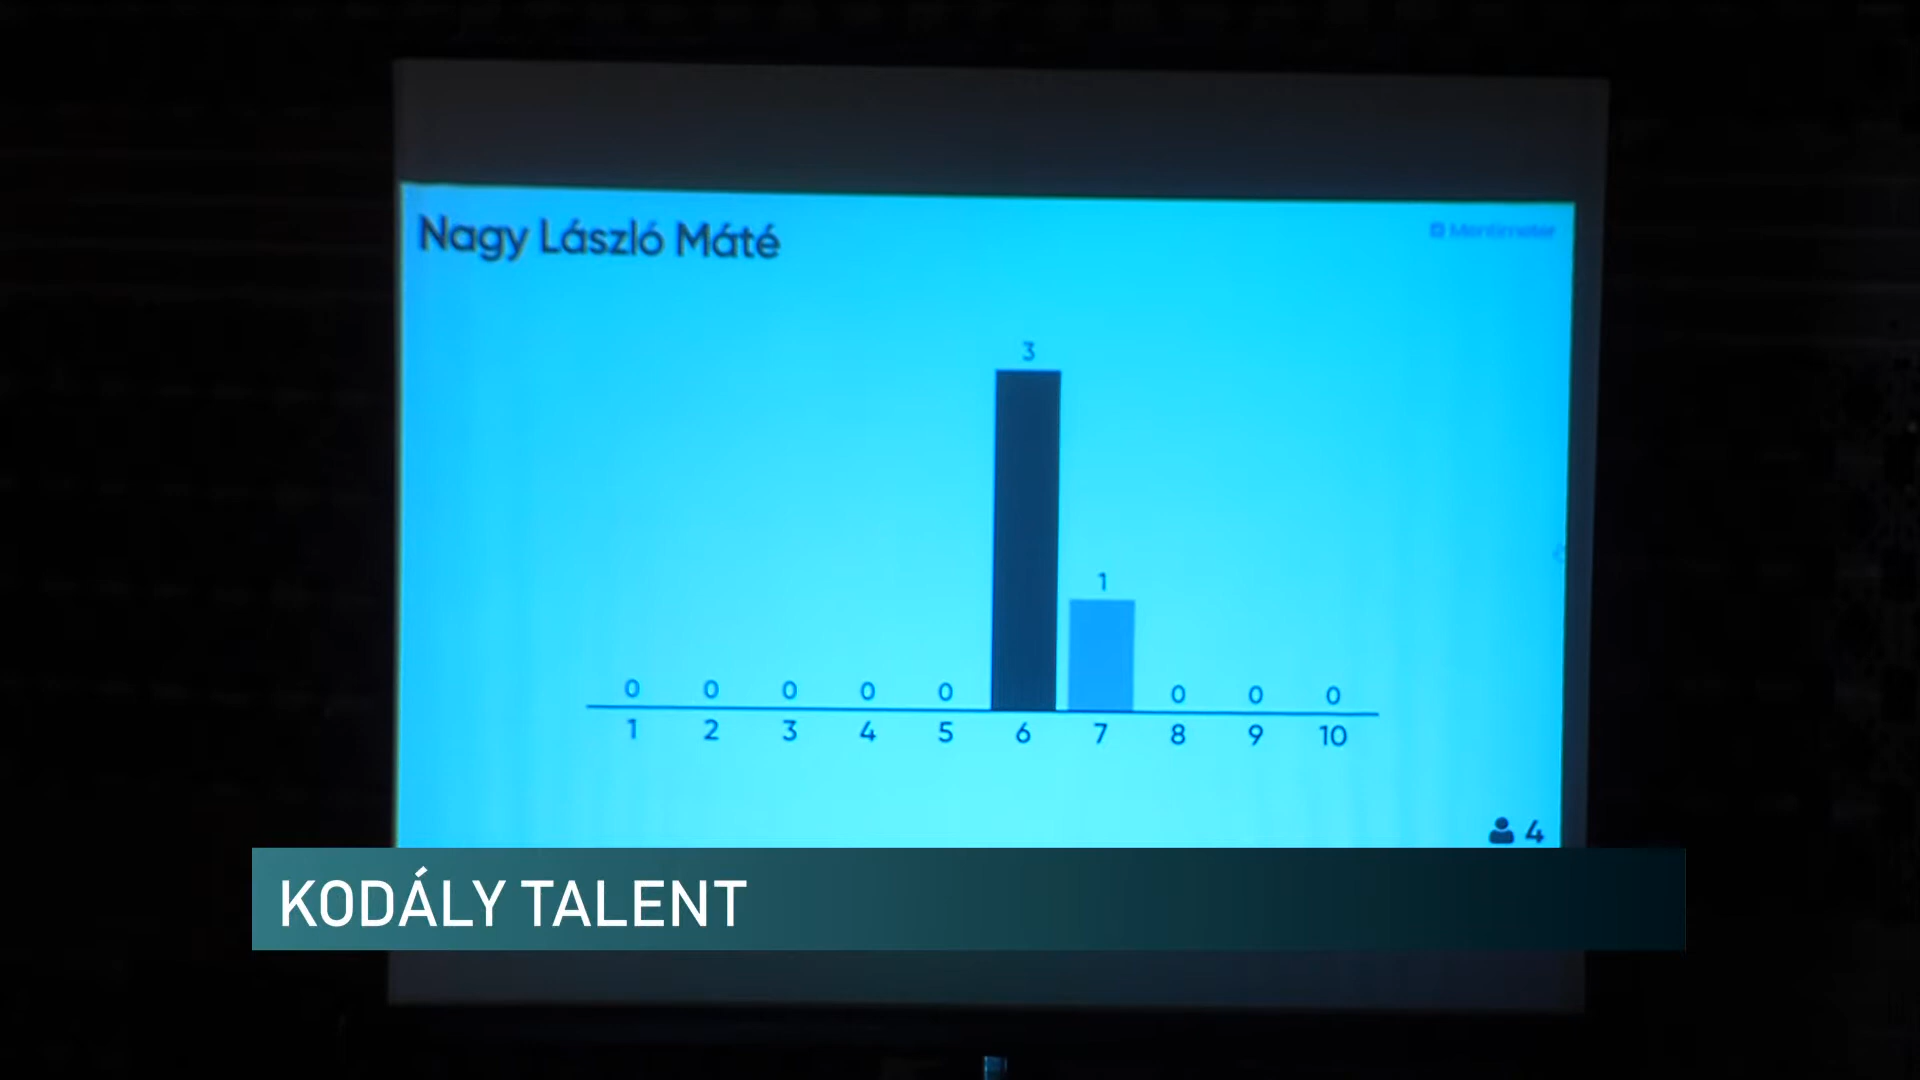 Nagy László Máté
Mentimeter
3
1
0 0 0 0 0 0 0 0
1 2 3 4 5 6 7 8 9 10
4
KODÁLY TALENT